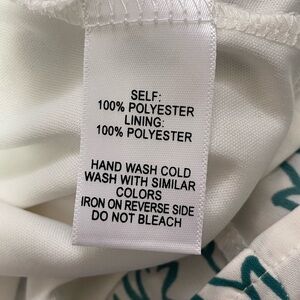 SELF:
100% POLYESTER
LINING:
100% POLYESTER
HAND WASH COLD
WASH WITH SIMILAR
COLORS
IRON ON REVERSE SIDE
DO NOT BLEACH